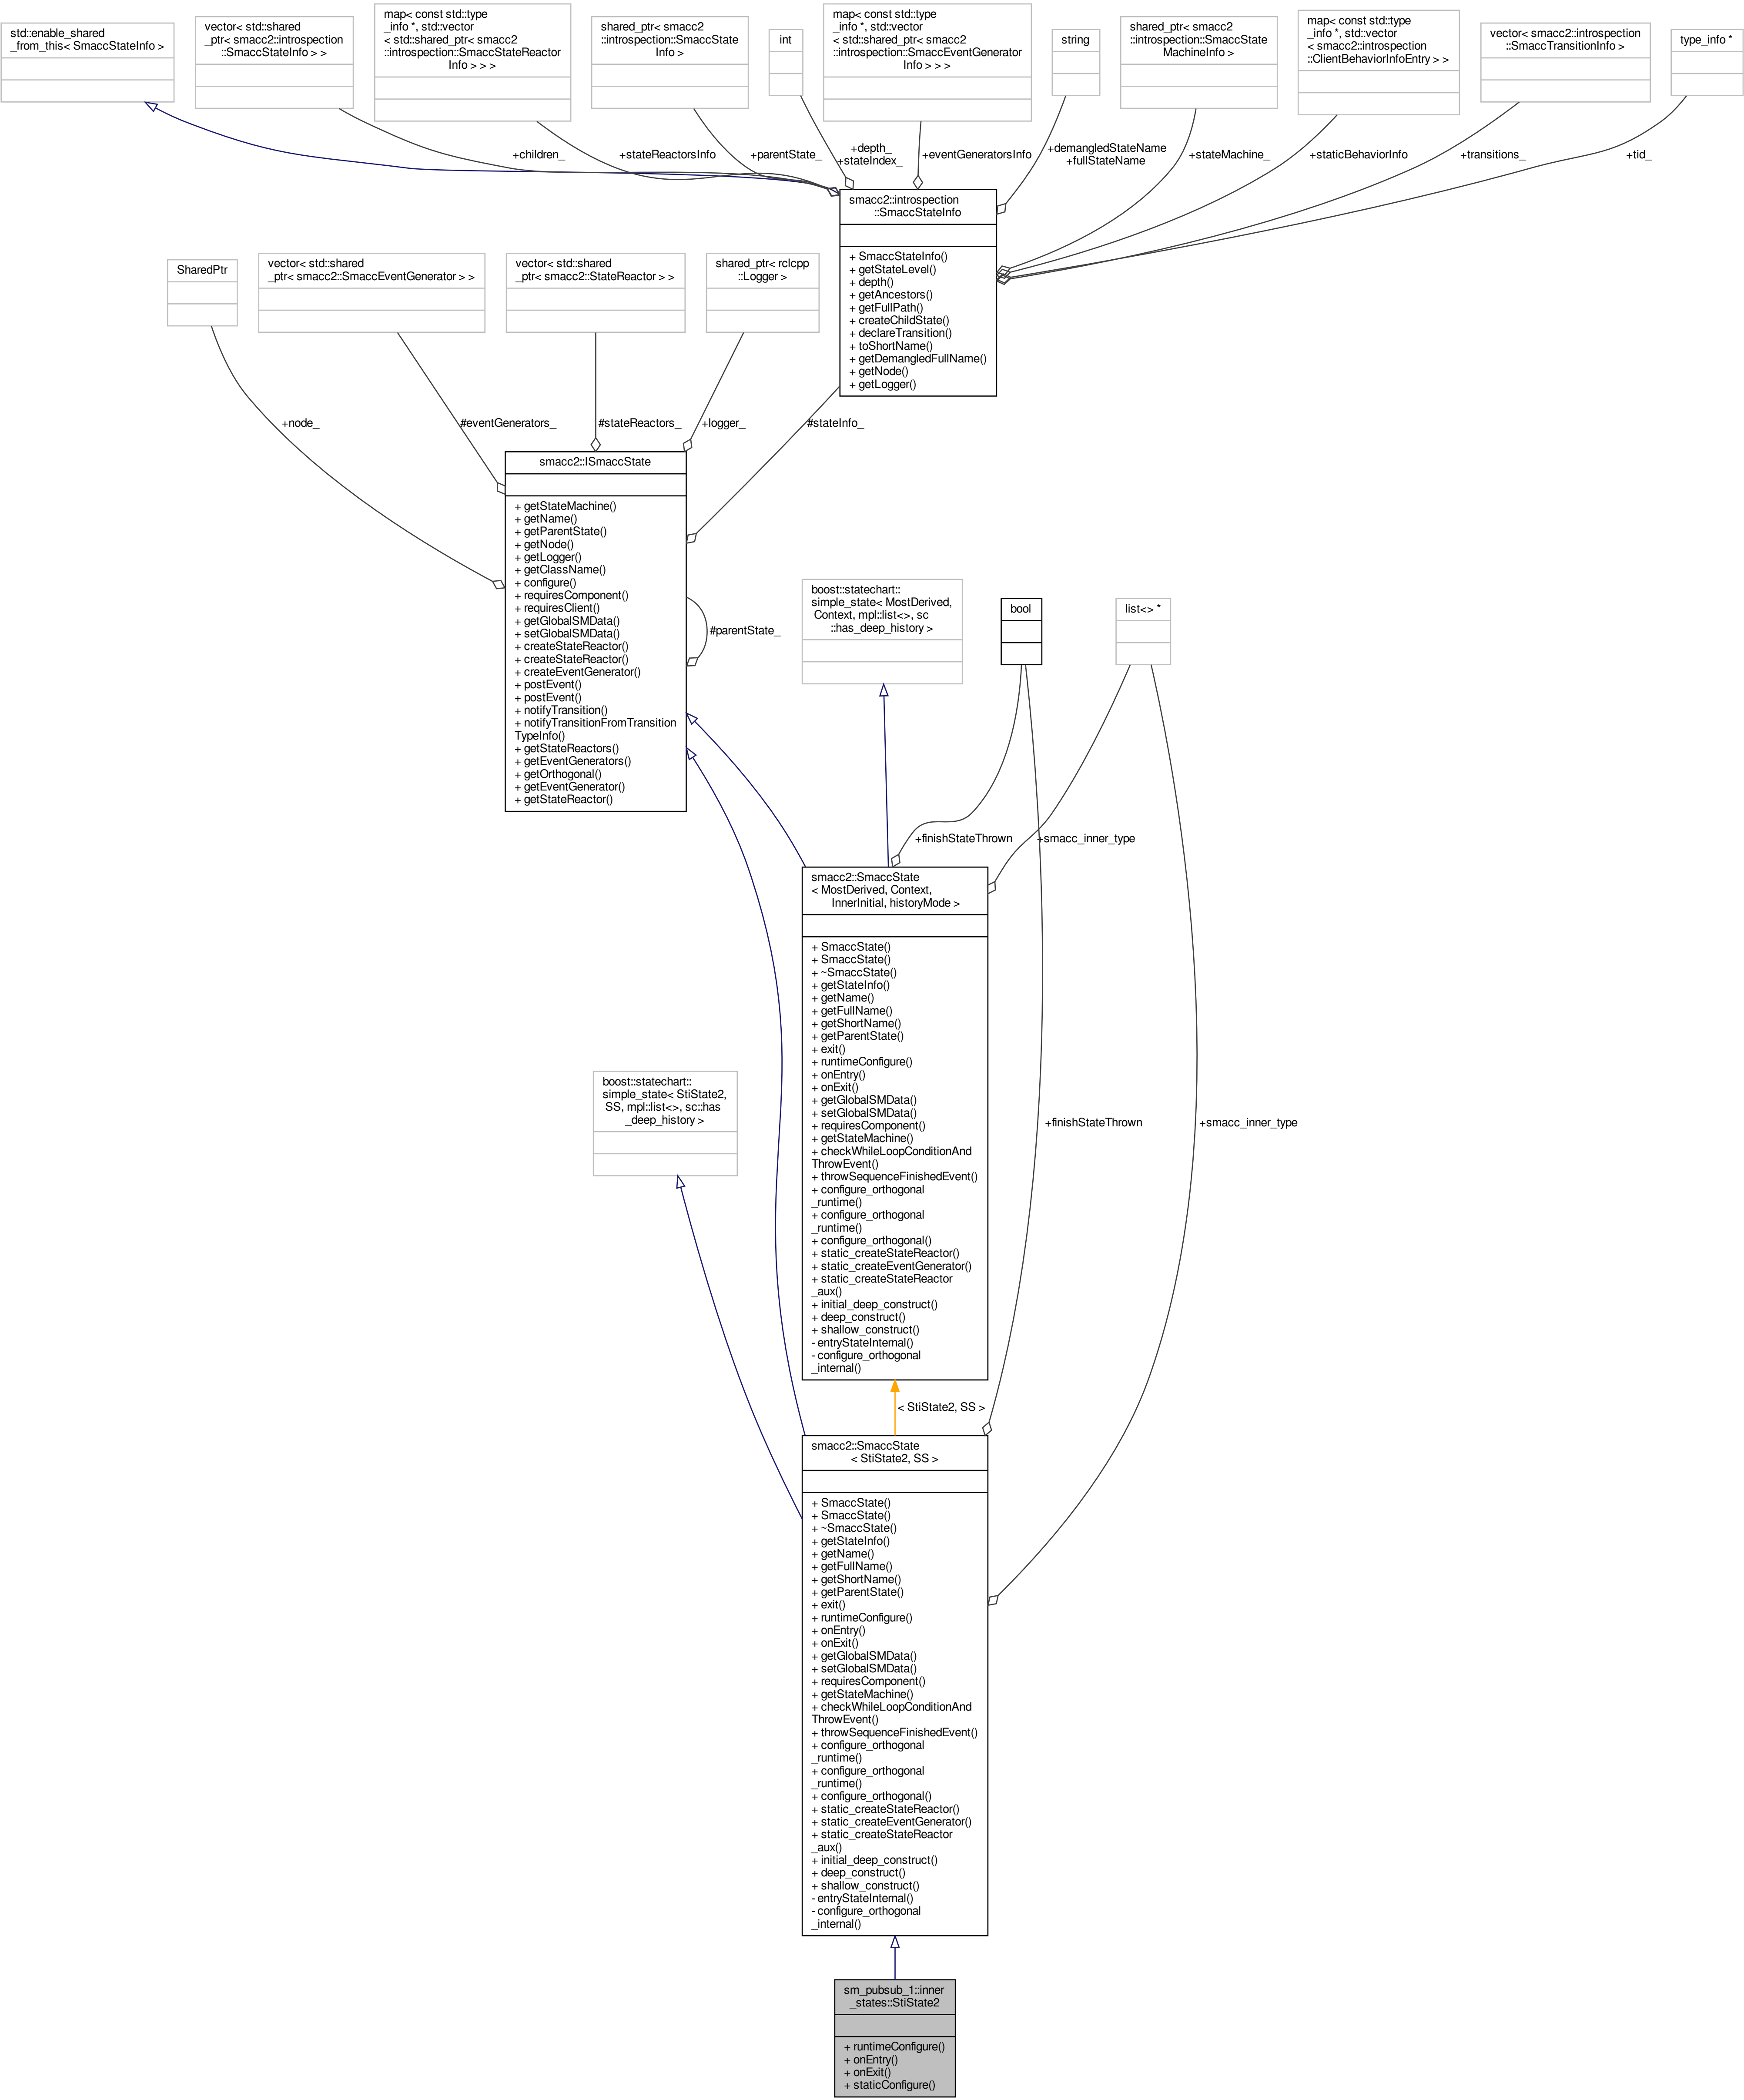 std::enable_shared
_from_this< SmaccStateInfo >
vector< std::shared
_ptr< smacc2::introspection
::SmaccStateInfo > >
map< const std::type
_info *, std::vector
< std::shared_ptr< smacc2
::introspection::SmaccStateReactor
Info > > >
shared_ptr< smacc2
::introspection::SmaccState
Info >
int
map< const std::type
_info *, std::vector
< std::shared_ptr< smacc2
::introspection::SmaccEventGenerator
Info > > >
string
shared_ptr< smacc2
::introspection::SmaccState
MachineInfo >
map< const std::type
_info *, std::vector
< smacc2::introspection
::ClientBehaviorInfoEntry > >
vector< smacc2::introspection
::SmaccTransitionInfo >
type_info *
+children_
+stateReactorsInfo
+parentState_
+depth_
+stateIndex_
+eventGeneratorsInfo
+demangledStateName
+fullStateName
+stateMachine_
+staticBehaviorInfo
+transitions_
+tid_
smacc2::introspection
::SmaccStateInfo
+ SmaccStateInfo()
+ getStateLevel()
+ depth()
+ getAncestors()
+ getFullPath()
+ createChildState()
+ declareTransition()
+ toShortName()
+ getDemangledFullName()
+ getNode()
+ getLogger()
SharedPtr
vector< std::shared
_ptr< smacc2::SmaccEventGenerator > >
vector< std::shared
_ptr< smacc2::StateReactor > >
shared_ptr< rclcpp
::Logger >
+node_
#eventGenerators_
#stateReactors_
+logger_
#stateInfo_
smacc2::ISmaccState
+ getStateMachine()
+ getName()
+ getParentState()
+ getNode()
+ getLogger()
+ getClassName()
+ configure()
+ requiresComponent()
+ requiresClient()
+ getGlobalSMData()
+ setGlobalSMData()
+ createStateReactor()
+ createStateReactor()
+ createEventGenerator()
+ postEvent()
+ postEvent()
+ notifyTransition()
+ notifyTransitionFromTransition
TypeInfo()
+ getStateReactors()
+ getEventGenerators()
+ getOrthogonal()
+ getEventGenerator()
+ getStateReactor()
#parentState_
boost::statechart::
simple_state< MostDerived,
Context, mpl::list<>, sc
::has_deep_history >
bool
list<> *
+finishStateThrown
+smacc_inner_type
smacc2::SmaccState
< MostDerived, Context,
InnerInitial, historyMode >
+ SmaccState()
+ SmaccState()
+ ~SmaccState()
+ getStateInfo()
+ getName()
+ getFullName()
+ getShortName()
+ getParentState()
+ exit()
+ runtimeConfigure()
+ onEntry()
+ onExit()
+ getGlobalSMData()
+ setGlobalSMData()
+ requiresComponent()
+ getStateMachine()
+ checkWhileLoopConditionAnd
ThrowEvent()
+ throwSequenceFinishedEvent()
+ configure_orthogonal
_runtime()
+ configure_orthogonal
_runtime()
+ configure_orthogonal()
+ static_createStateReactor()
+ static_createEventGenerator()
+ static_createStateReactor
_aux()
+ initial_deep_construct()
+ deep_construct()
+ shallow_construct()
- entryStateInternal()
- configure_orthogonal
_internal()
boost::statechart::
simple_state< StiState2,
SS, mpl::list<>, sc::has
_deep_history >
+finishStateThrown
+smacc_inner_type
< StiState2, SS >
smacc2::SmaccState
< StiState2, SS >
+ SmaccState()
+ SmaccState()
+ ~SmaccState()
+ getStateInfo()
+ getName()
+ getFullName()
+ getShortName()
+ getParentState()
+ exit()
+ runtimeConfigure()
+ onEntry()
+ onExit()
+ getGlobalSMData()
+ setGlobalSMData()
+ requiresComponent()
+ getStateMachine()
+ checkWhileLoopConditionAnd
ThrowEvent()
+ throwSequenceFinishedEvent()
+ configure_orthogonal
_runtime()
+ configure_orthogonal
_runtime()
+ configure_orthogonal()
+ static_createStateReactor()
+ static_createEventGenerator()
+ static_createStateReactor
_aux()
+ initial_deep_construct()
+ deep_construct()
+ shallow_construct()
- entryStateInternal()
- configure_orthogonal
_internal()
sm_pubsub_1::inner
_states::StiState2
+ runtimeConfigure()
+ onEntry()
+ onExit()
+ staticConfigure()